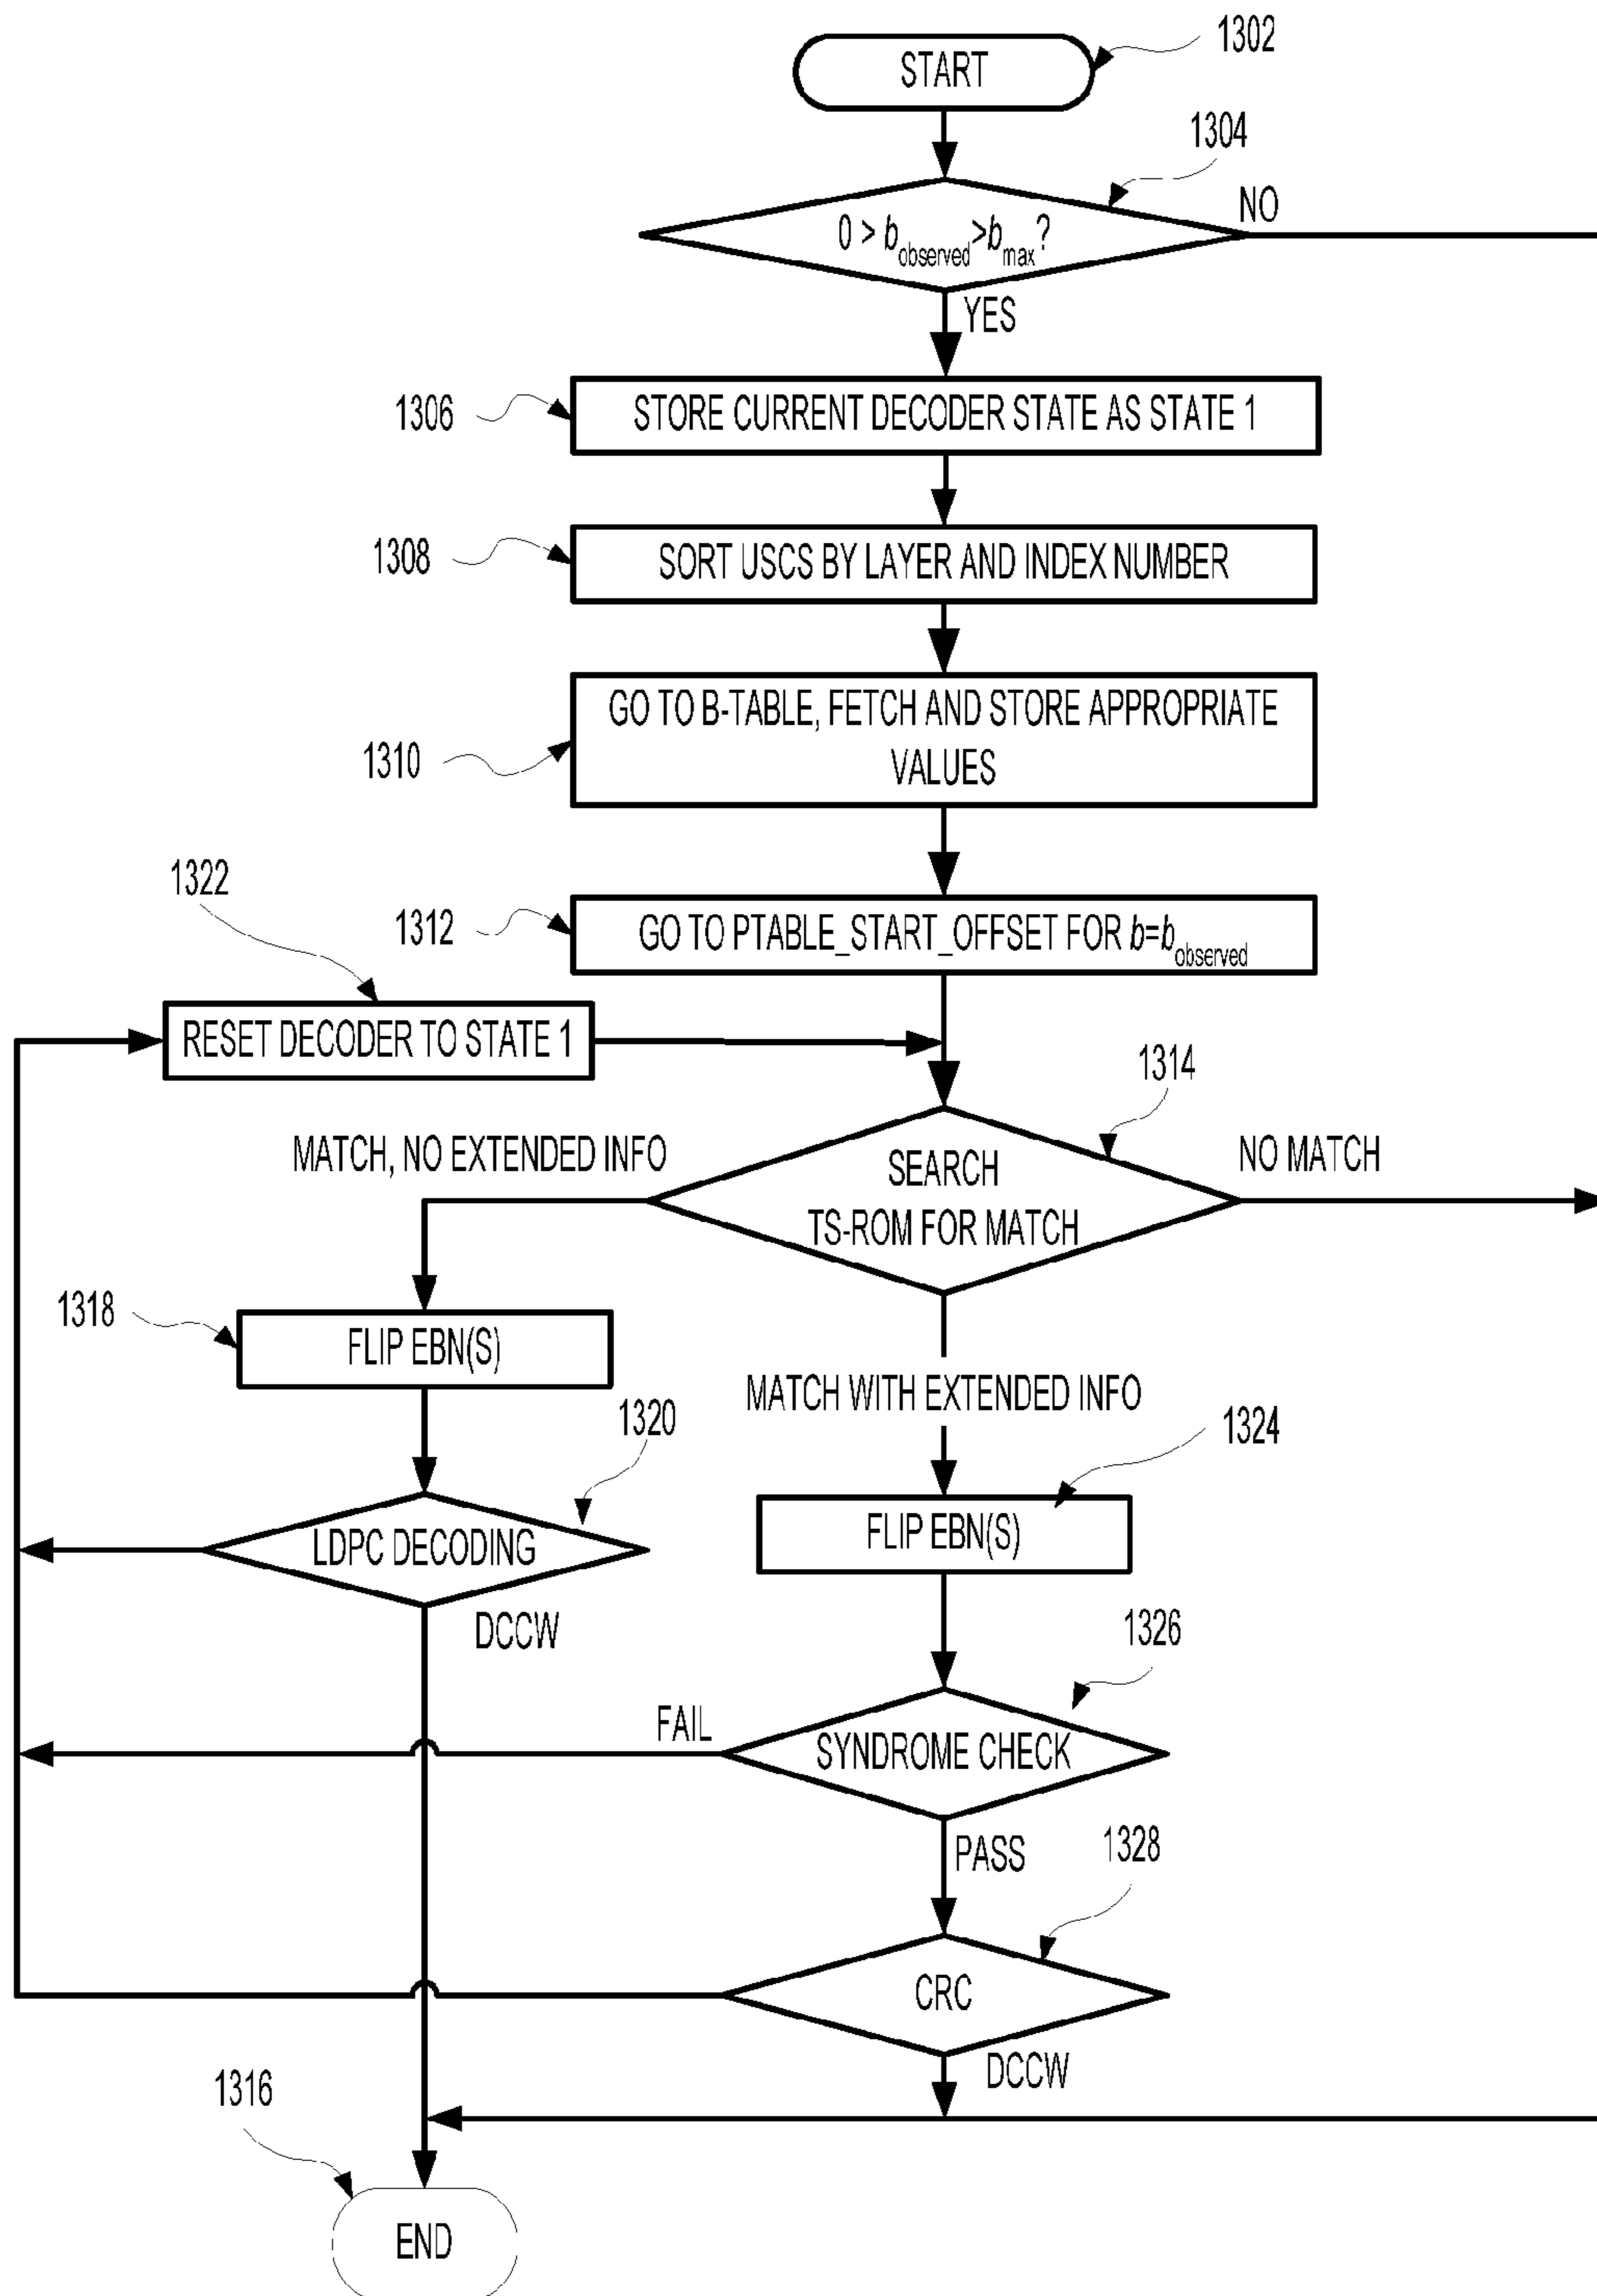 1302
START
1304
0 > b observed > b max ?
NO
YES
1306
STORE CURRENT DECODER STATE AS STATE 1
1308
SORT USCS BY LAYER AND INDEX NUMBER
1310
GO TO B-TABLE, FETCH AND STORE APPROPRIATE
VALUES
1322
1312
GO TO PTABLE_START_OFFSET FOR b=b observed
RESET DECODER TO STATE 1
1314
MATCH, NO EXTENDED INFO
SEARCH
TS-ROM FOR MATCH
NO MATCH
1318
FLIP EBN(S)
MATCH WITH EXTENDED INFO
1320
1324
LDPC DECODING
FLIP EBN(S)
DCCW
1326
FAIL
SYNDROME CHECK
PASS
1328
CRC
DCCW
1316
END